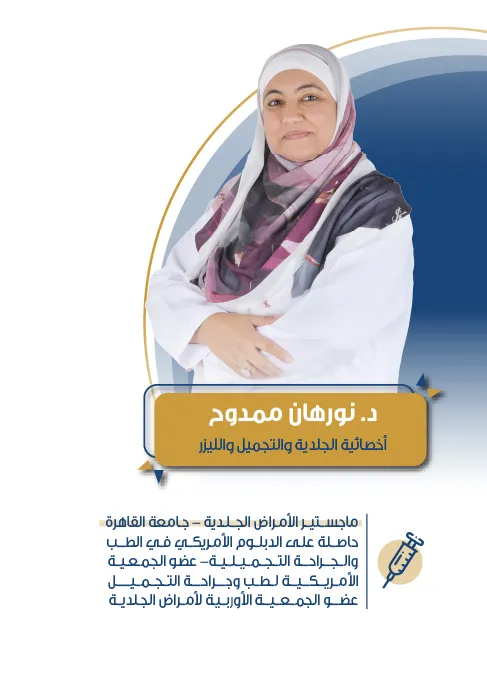 د. نورهان ممدوح
أخصائية الجلدية والتجميل والليزر
ماجستير الأمراض الجلدية – جامعة القاهرة
حاصلة على الدبلوم الأمريكي في الطب
والجراحة التجميلية– عضو الجمعية
الأمريكية لطب وجراحة التجميل
عضو الجمعية الأوربية لأمراض الجلدية